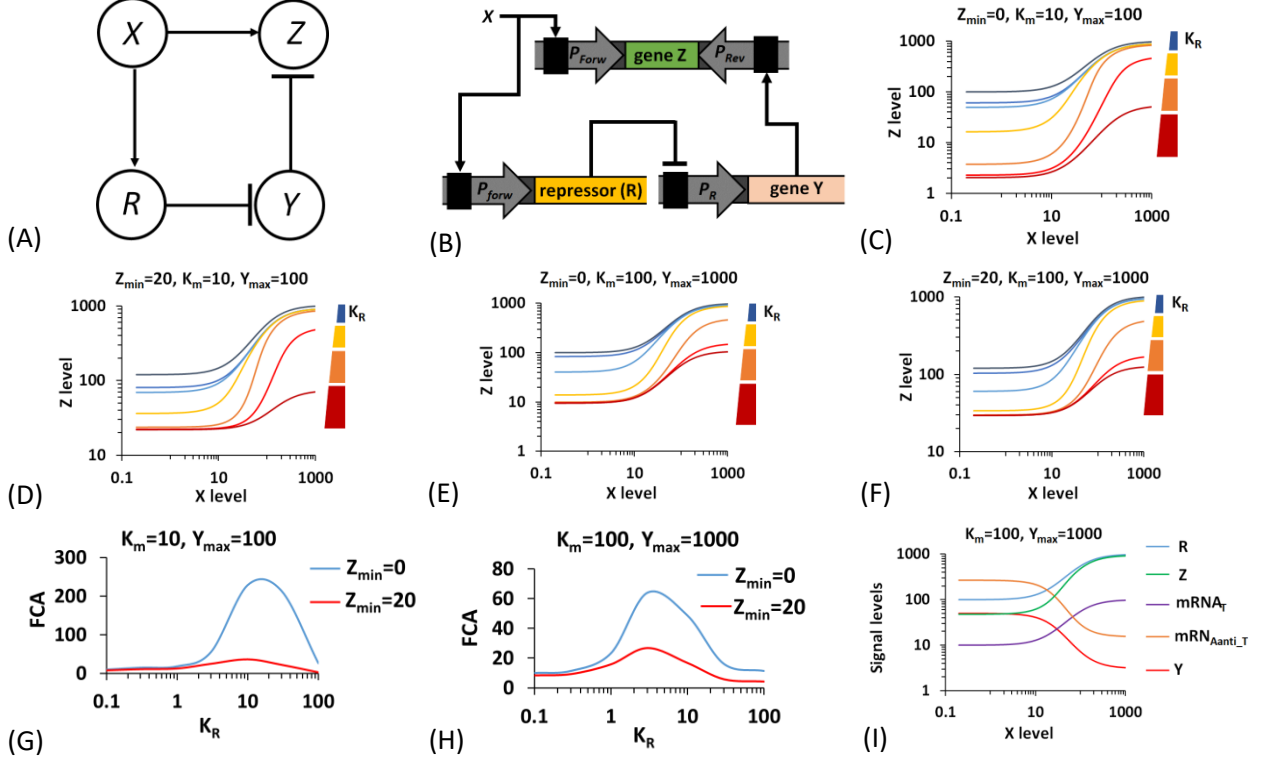 X
Z
R
Y
(A)
X
P_Forw
gene Z
P_Rev
P_forw
repressor (R)
P_R
gene Y
(B)
Z_min=0, K_m=10, Y_max=100
Z level
1000
100
10
1
0.1
10
1000
X level
K_R
(C)
Z_min=20, K_m=10, Y_max=100
Z level
1000
100
10
0.1
10
1000
X level
K_R
(D)
Z_min=0, K_m=100, Y_max=1000
Z level
1000
100
10
1
0.1
10
1000
X level
K_R
(E)
Z_min=20, K_m=100, Y_max=1000
Z level
1000
100
10
0.1
10
1000
X level
K_R
(F)
K_m=10, Y_max=100
FCA
300
200
100
0
0.1
1
10
100
K_R
Z_min=0
Z_min=20
(G)
K_m=100, Y_max=1000
FCA
80
60
40
20
0
0.1
1
10
100
K_R
Z_min=0
Z_min=20
(H)
K_m=100, Y_max=1000
Signal levels
1000
100
10
1
0.1
10
1000
X level
R
Z
mRNA_T
mRN_Aanti_T
Y
(I)